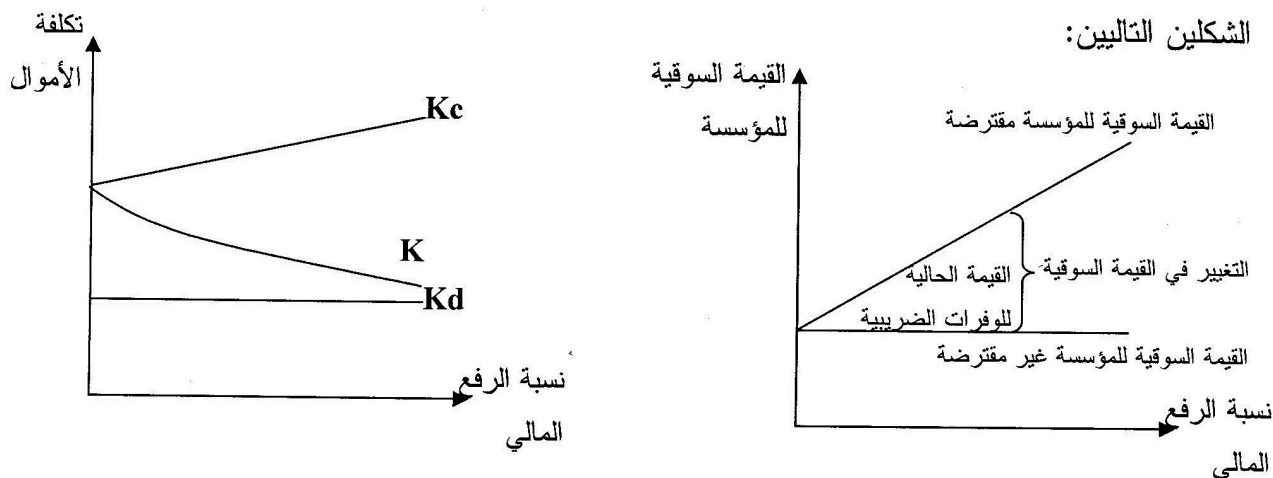 الشكلين التاليين:
القيمة السوقية
للمؤسسة
القيمة السوقية للمؤسسة مقترضة
التغيير في القيمة السوقية
القيمة الحالية
للوفرات الضريبية
القيمة السوقية للمؤسسة غير مقترضة
نسبة الرفع
المالي
تكلفة
الأموال
Kc
K
Kd
نسبة الرفع
المالي